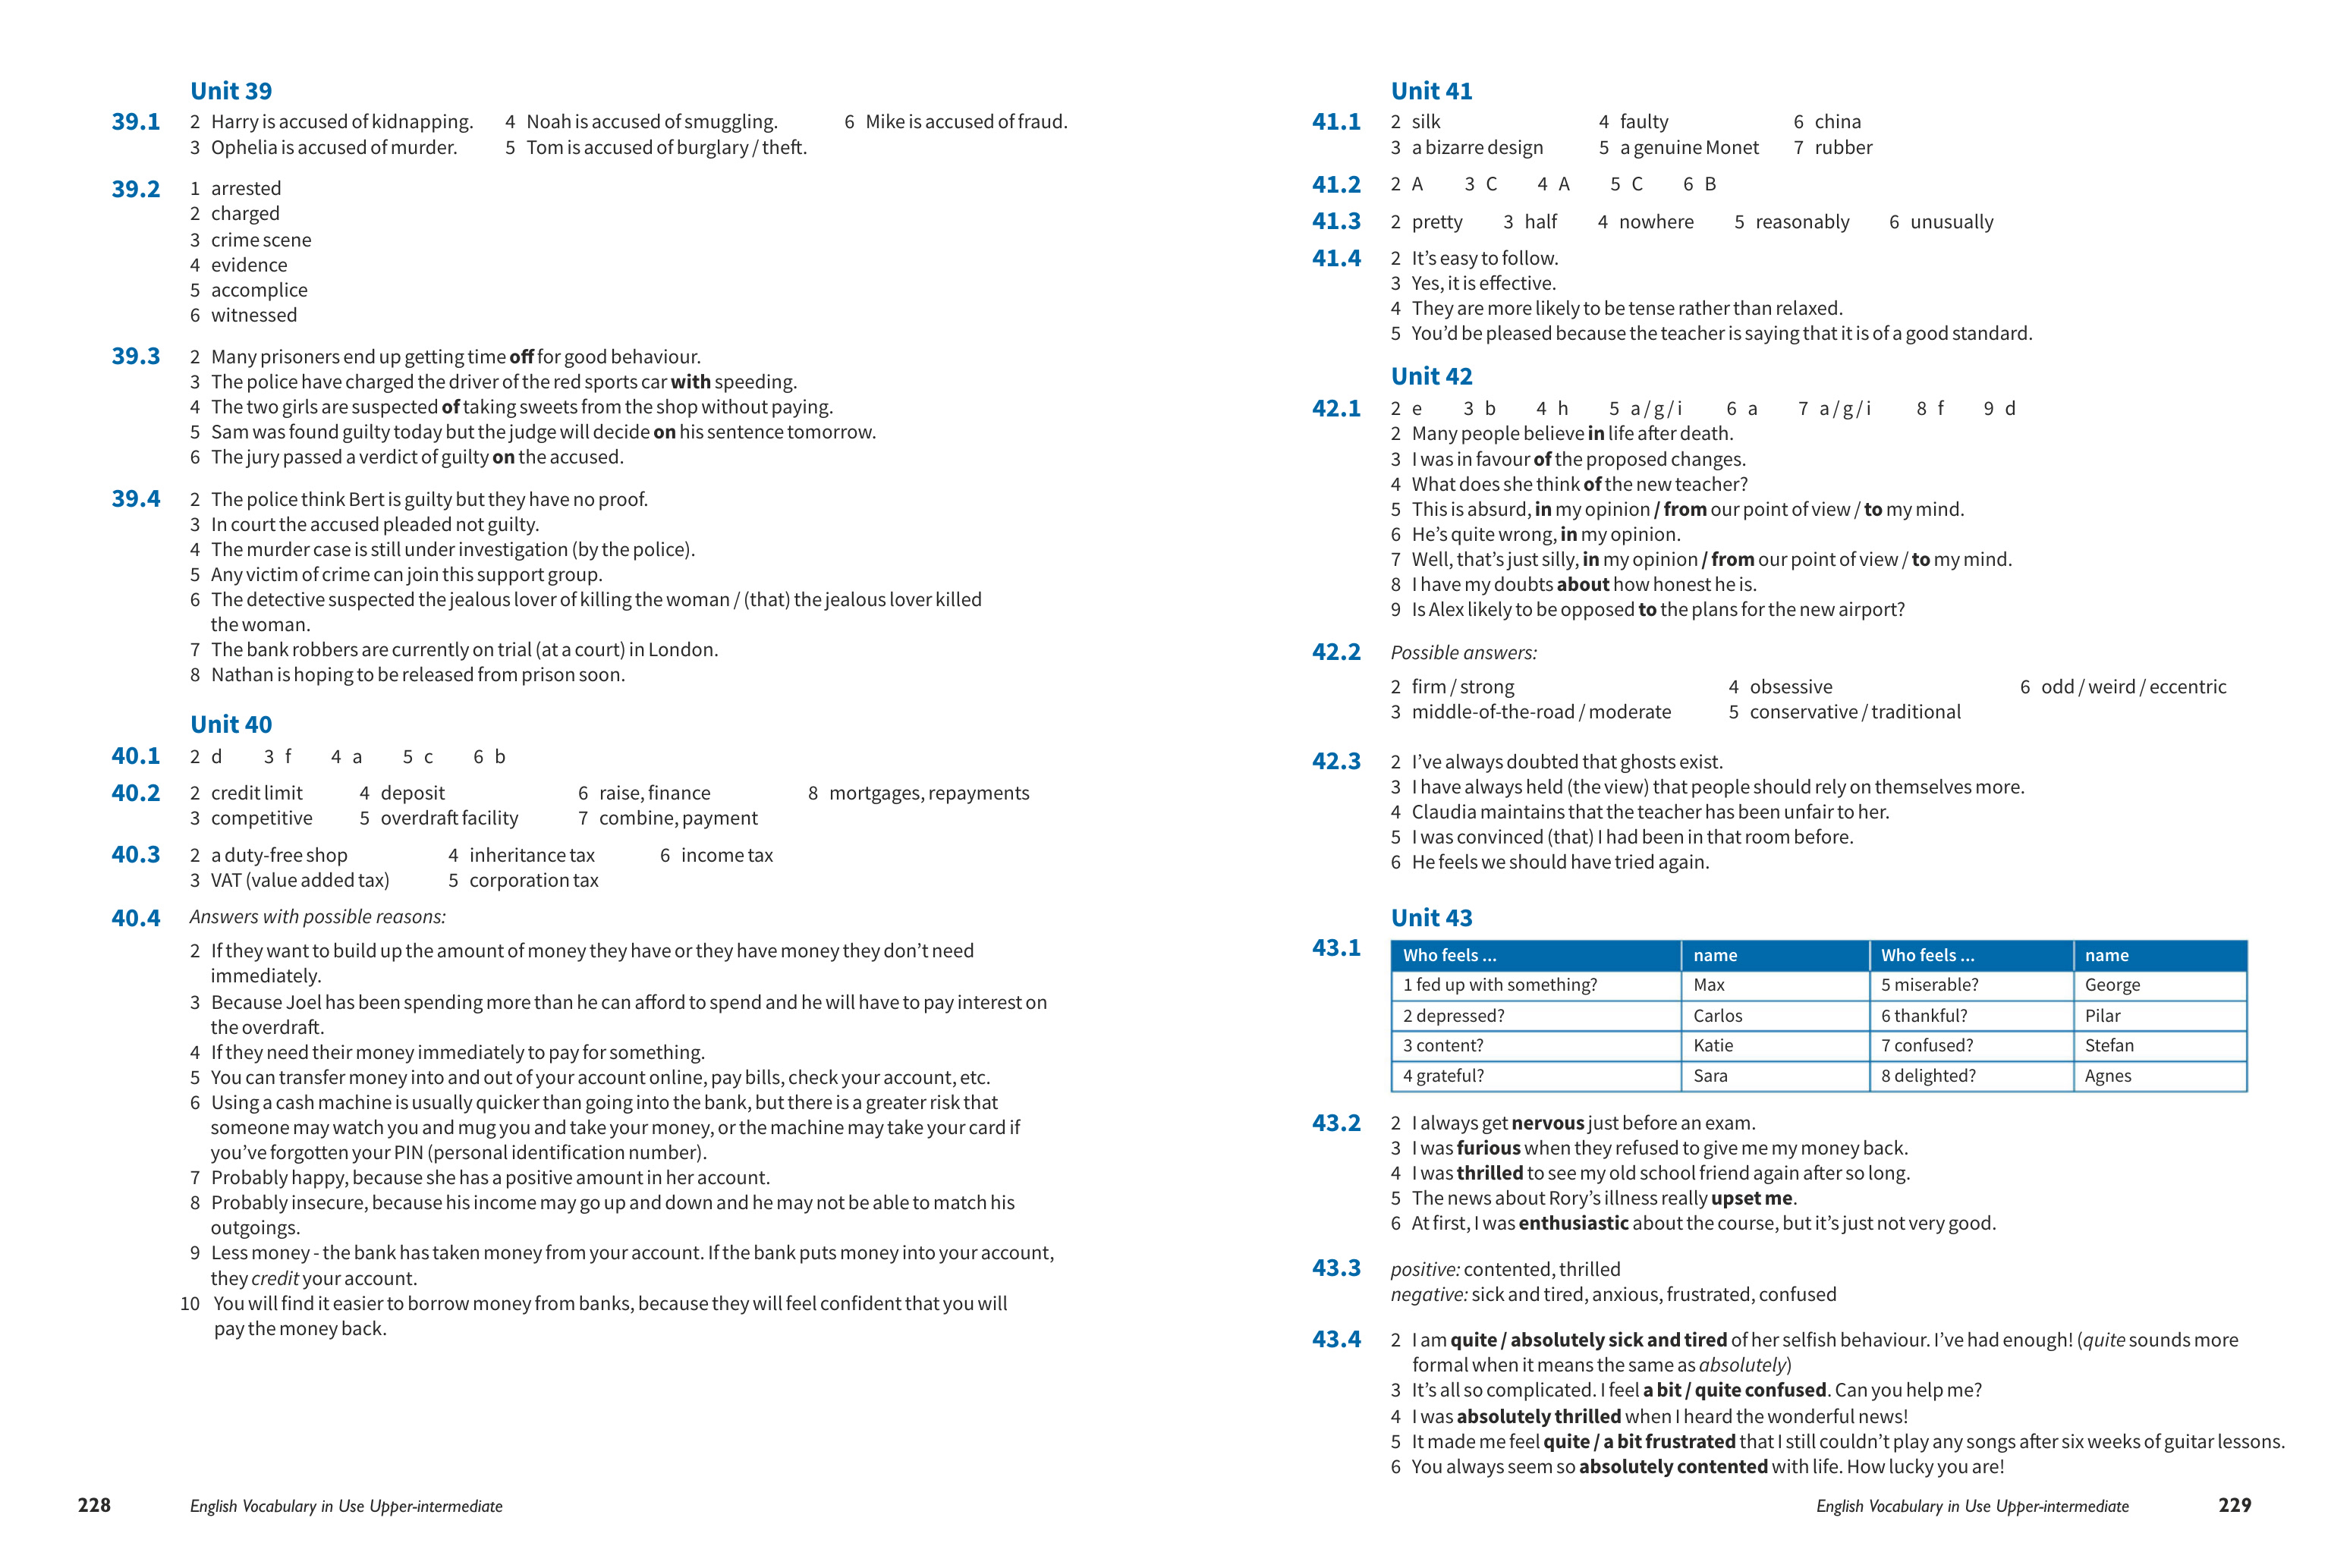 Unit 39
39.1 2 Harry is accused of kidnapping. 4 Noah is accused of smuggling. 6 Mike is accused of fraud.
3 Ophelia is accused of murder. 5 Tom is accused of burglary / theft.
39.2 1 arrested
2 charged
3 crime scene
4 evidence
5 accomplice
6 witnessed
39.3 2 Many prisoners end up getting time off for good behaviour.
3 The police have charged the driver of the red sports car with speeding.
4 The two girls are suspected of taking sweets from the shop without paying.
5 Sam was found guilty today but the judge will decide on his sentence tomorrow.
6 The jury passed a verdict of guilty on the accused.
39.4 2 The police think Bert is guilty but they have no proof.
3 In court the accused pleaded not guilty.
4 The murder case is still under investigation (by the police).
5 Any victim of crime can join this support group.
6 The detective suspected the jealous lover of killing the woman / (that) the jealous lover killed
the woman.
7 The bank robbers are currently on trial (at a court) in London.
8 Nathan is hoping to be released from prison soon.
Unit 40
40.1 2 d 3 f 4 a 5 c 6 b
40.2 2 credit limit 4 deposit 6 raise, finance 8 mortgages, repayments
3 competitive 5 overdraft facility 7 combine, payment
40.3 2 a duty-free shop 4 inheritance tax 6 income tax
3 VAT (value added tax) 5 corporation tax
40.4 Answers with possible reasons:
2 If they want to build up the amount of money they have or they have money they don't need
immediately.
3 Because Joel has been spending more than he can afford to spend and he will have to pay interest on
the overdraft.
4 If they need their money immediately to pay for something.
5 You can transfer money into and out of your account online, pay bills, check your account, etc.
6 Using a cash machine is usually quicker than going into the bank, but there is a greater risk that
someone may watch you and mug you and take your money, or the machine may take your card if
you've forgotten your PIN (personal identification number).
7 Probably happy, because she has a positive amount in her account.
8 Probably insecure, because his income may go up and down and he may not be able to match his
outgoings.
9 Less money - the bank has taken money from your account. If the bank puts money into your account,
they credit your account.
10 You will find it easier to borrow money from banks, because they will feel confident that you will
pay the money back.
228 English Vocabulary in Use Upper-intermediate
Unit 41
41.1 2 silk 4 faulty 6 china
3 a bizarre design 5 a genuine Monet 7 rubber
41.2 2 A 3 C 4 A 5 C 6 B
41.3 2 pretty 3 half 4 nowhere 5 reasonably 6 unusually
41.4 2 It's easy to follow.
3 Yes, it is effective.
4 They are more likely to be tense rather than relaxed.
5 You'd be pleased because the teacher is saying that it is of a good standard.
Unit 42
42.1 2 e 3 b 4 h 5 a / g / i 6 a 7 a / g / i 8 f 9 d
2 Many people believe in life after death.
3 I was in favour of the proposed changes.
4 What does she think of the new teacher?
5 This is absurd, in my opinion / from our point of view / to my mind.
6 He's quite wrong, in my opinion.
7 Well, that's just silly, in my opinion / from our point of view / to my mind.
8 I have my doubts about how honest he is.
9 Is Alex likely to be opposed to the plans for the new airport?
42.2 Possible answers:
2 firm / strong 4 obsessive 6 odd / weird / eccentric
3 middle-of-the-road / moderate 5 conservative / traditional
42.3 2 I've always doubted that ghosts exist.
3 I have always held (the view) that people should rely on themselves more.
4 Claudia maintains that the teacher has been unfair to her.
5 I was convinced (that) I had been in that room before.
6 He feels we should have tried again.
Unit 43
43.1 Who feels ... name Who feels ... name
1 fed up with something? Max 5 miserable? George
2 depressed? Carlos 6 thankful? Pilar
3 content? Katie 7 confused? Stefan
4 grateful? Sara 8 delighted? Agnes
43.2 2 I always get nervous just before an exam.
3 I was furious when they refused to give me my money back.
4 I was thrilled to see my old school friend again after so long.
5 The news about Rory's illness really upset me.
6 At first, I was enthusiastic about the course, but it's just not very good.
43.3 positive: contented, thrilled
negative: sick and tired, anxious, frustrated, confused
43.4 2 I am quite / absolutely sick and tired of her selfish behaviour. I've had enough! (quite sounds more
formal when it means the same as absolutely)
3 It's all so complicated. I feel a bit / quite confused. Can you help me?
4 I was absolutely thrilled when I heard the wonderful news!
5 It made me feel quite / a bit frustrated that I still couldn't play any songs after six weeks of guitar lessons.
6 You always seem so absolutely contented with life. How lucky you are!
English Vocabulary in Use Upper-intermediate 229